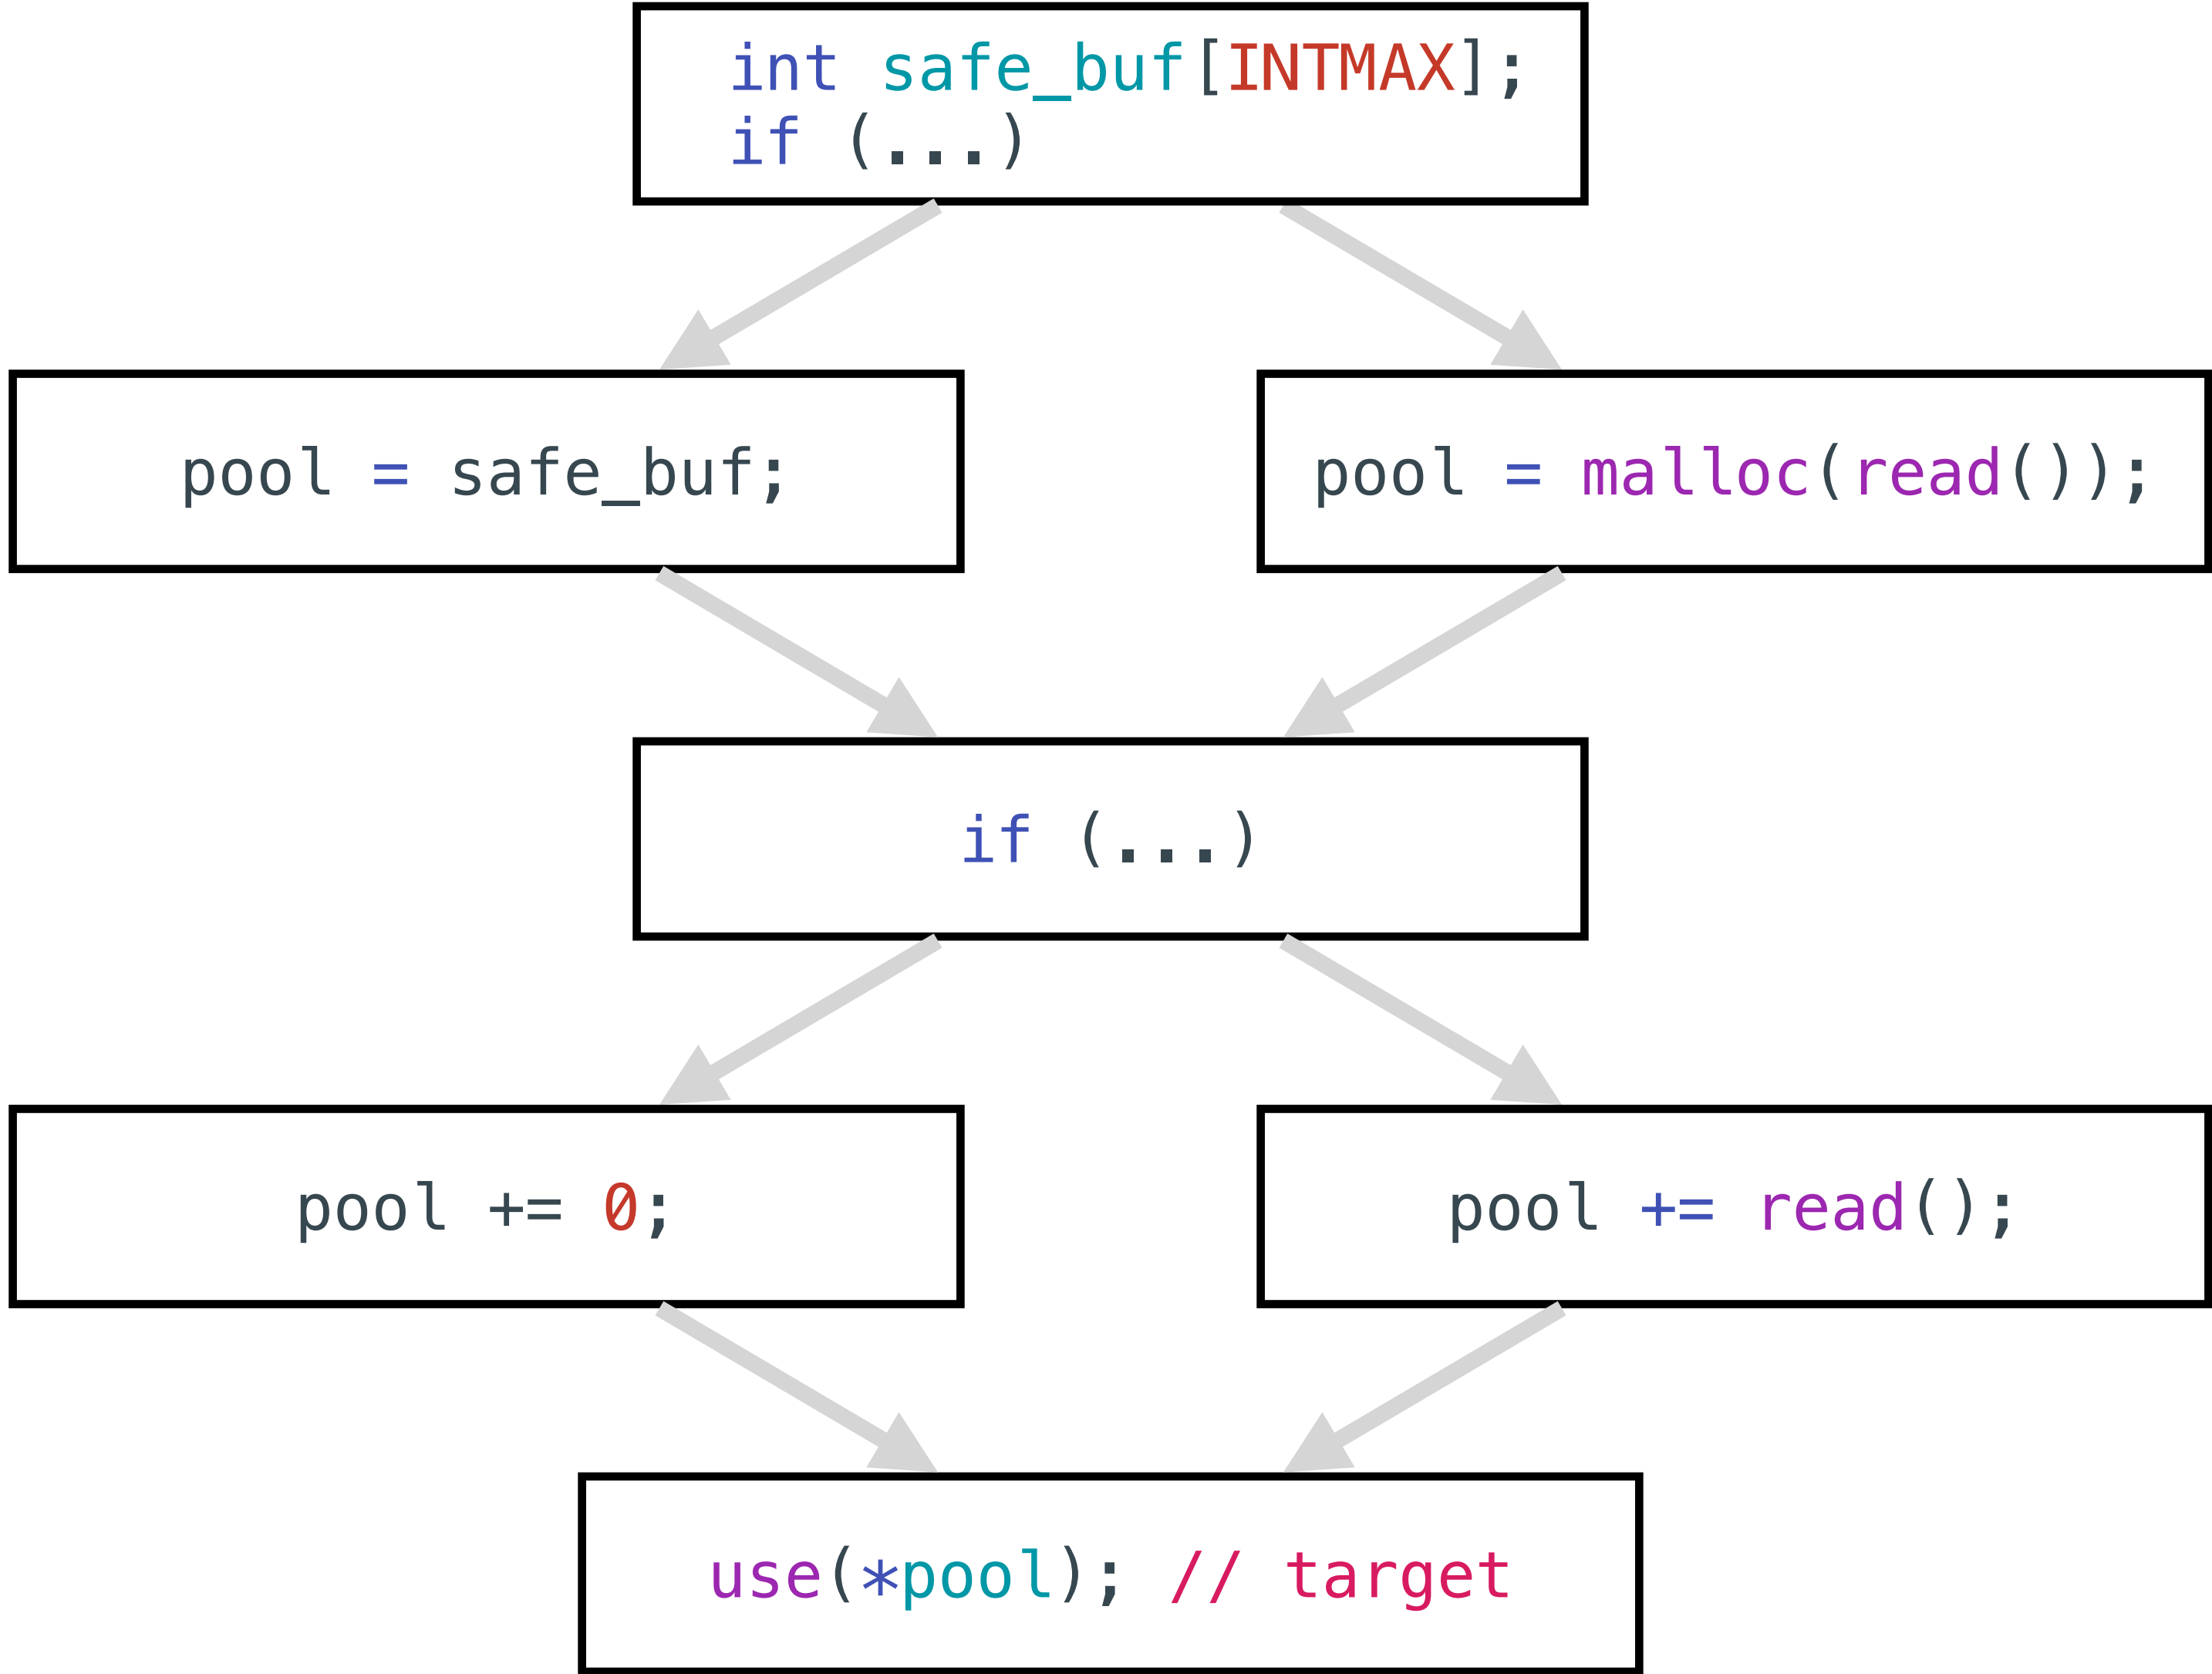 int safe_buf[INTMAX];
if (...)
pool = safe_buf;
pool = malloc(read());
if (...)
pool += 0;
pool += read();
use(*pool); // target